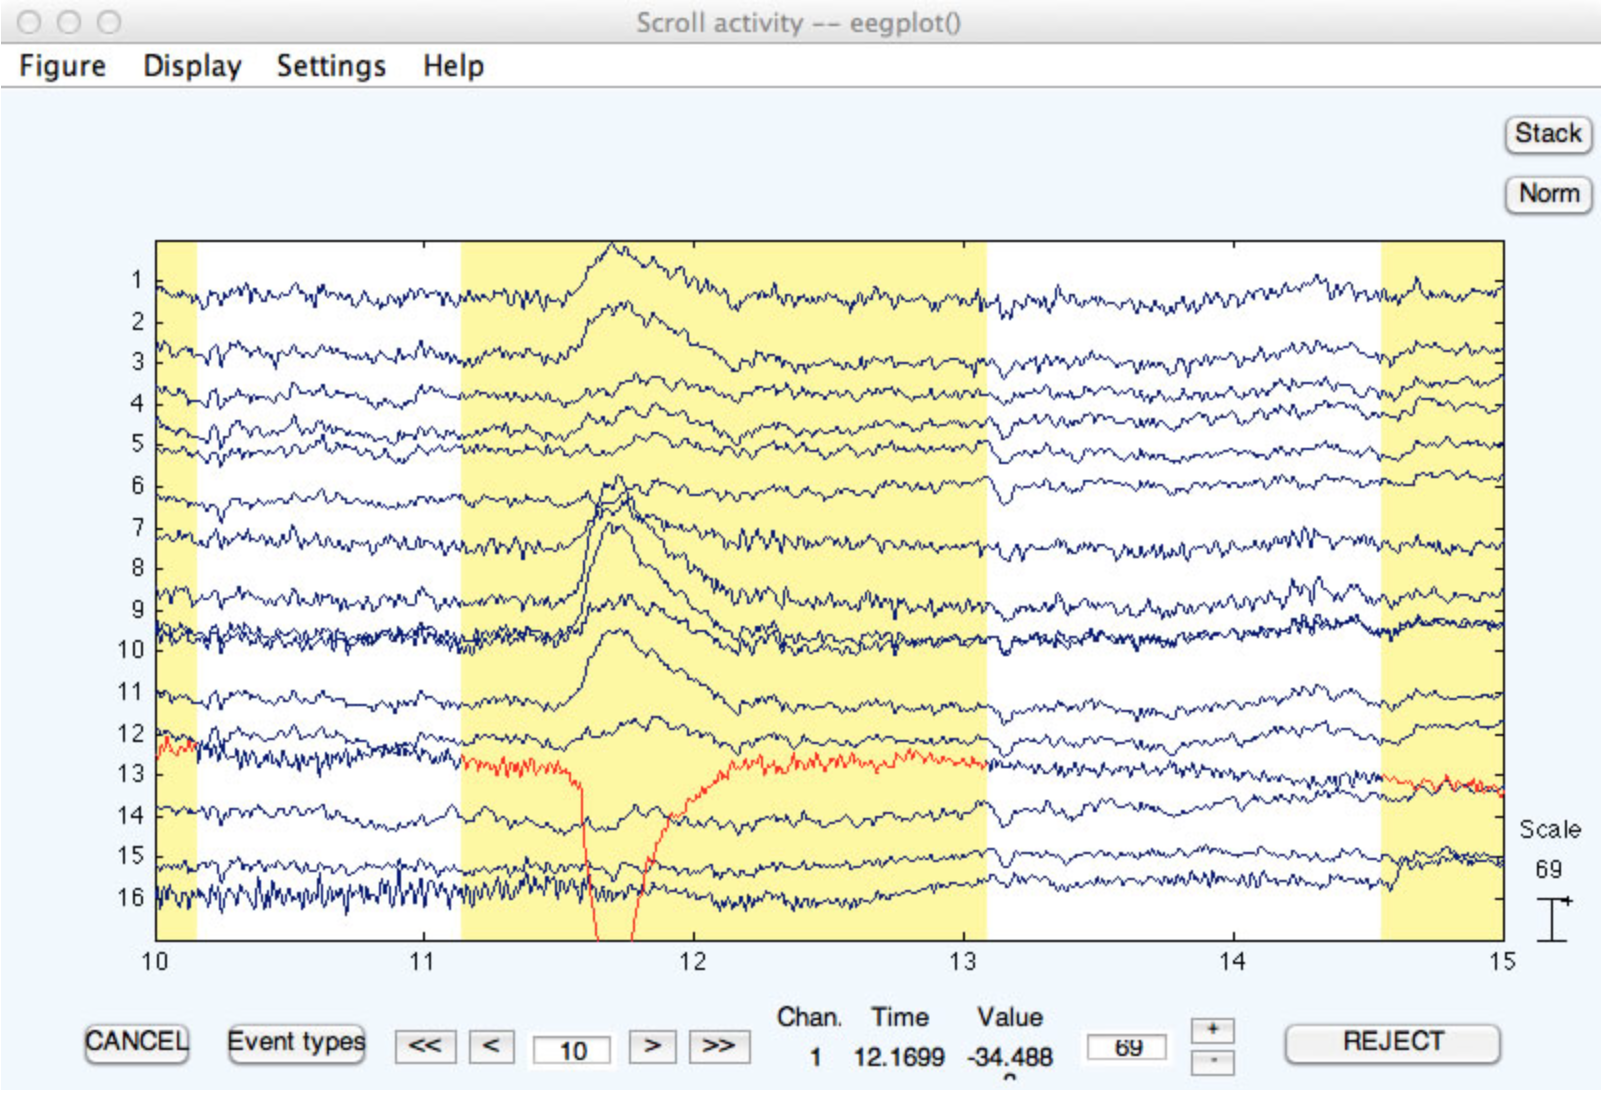 Scroll activity -- eegplot()
Figure Display Settings Help
Stack
Norm
1
2
3
4
5
6
7
8
9
10
11
12
13
14
15
16
Scale
69
+
10 11 12 13 14 15
Chan. Time Value
CANCEL Event types << < 10 > >> 1 12.1699 -34.488 69 + - REJECT